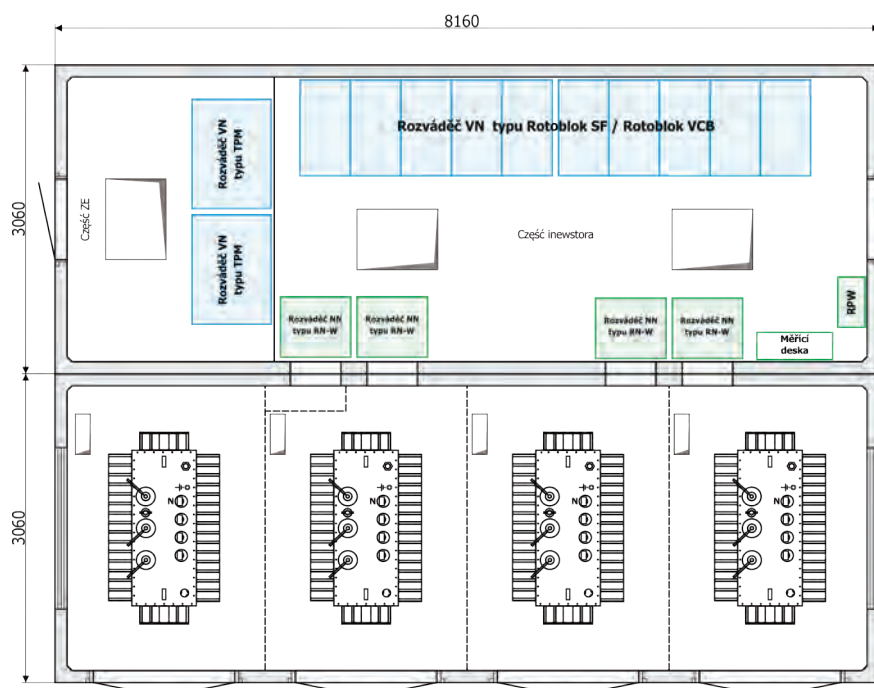 8160
Rozváděč VN typu Rotoblok SF / Rotoblok VCB
Rozváděč VN
typu TPM
Część ZE
3060
Rozváděč VN
typu TPM
Część inewstora
RPW
Rozváděč NN
typu RN-W
Rozváděč NN
typu RN-W
Rozváděč NN
typu RN-W
Rozváděč NN
typu RN-W
Měřicí
deska
3060
N
N
N
N